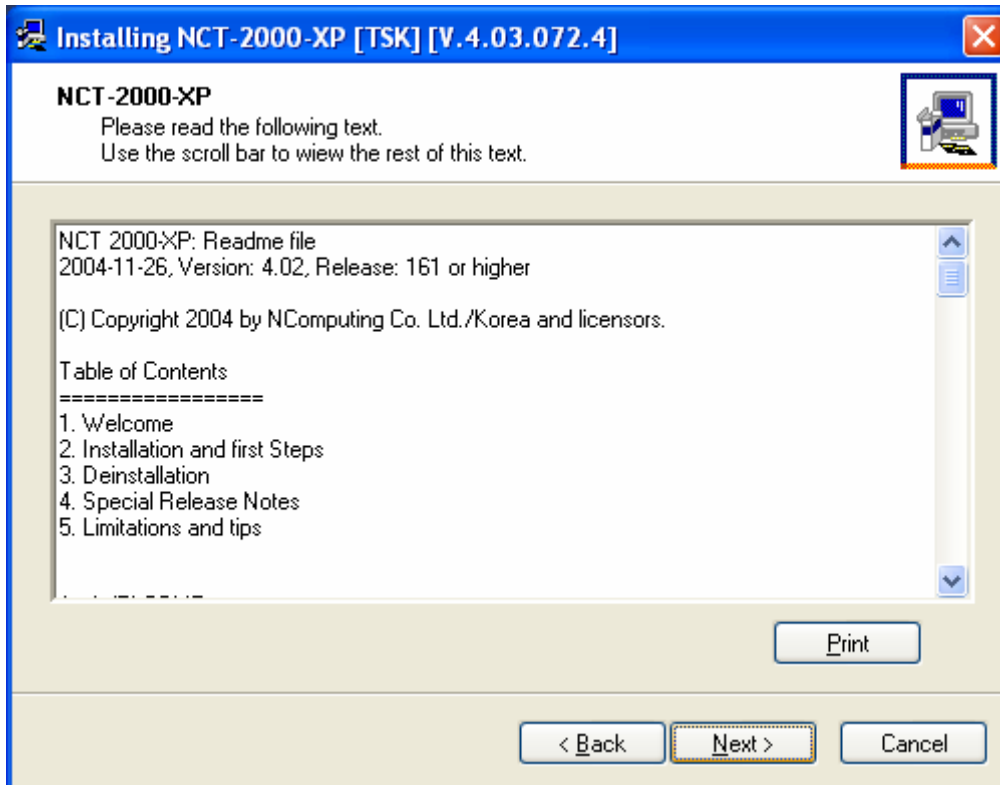 Installing NCT-2000-XP [TSK] [V.4.03.072.4]
NCT-2000-XP
Please read the following text.
Use the scroll bar to wiew the rest of this text.
NCT 2000-XP: Readme file
2004-11-26, Version: 4.02, Release: 161 or higher
(C) Copyright 2004 by NComputing Co. Ltd./Korea and licensors.
Table of Contents
=================
1. Welcome
2. Installation and first Steps
3. Deinstallation
4. Special Release Notes
5. Limitations and tips
Print
< Back
Next >
Cancel